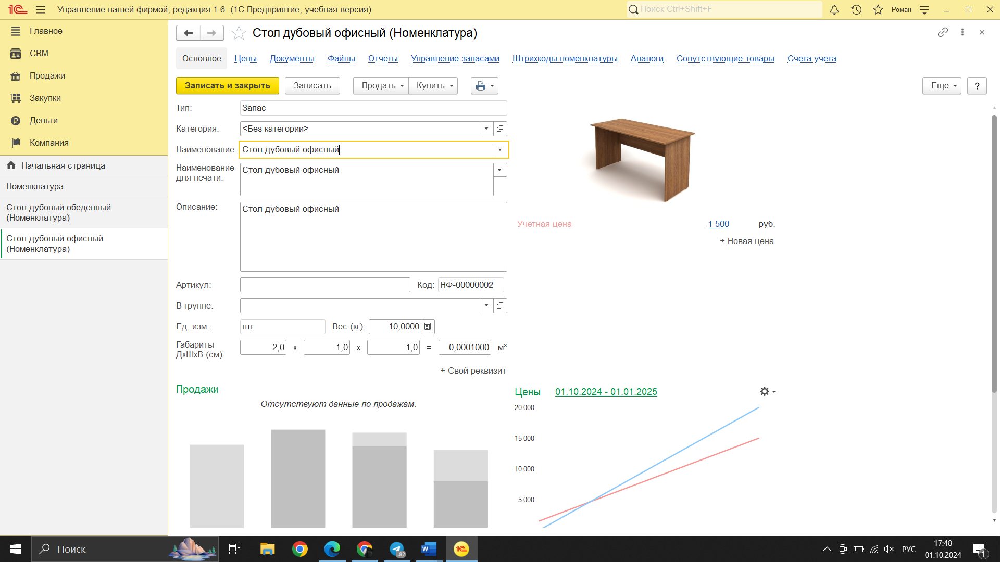 Управление нашей фирмой, редакция 1.6 (1С:Предприятие, учебная версия)
Поиск Ctrl+Shift+F
Роман
Главное
CRM
Продажи
Закупки
Деньги
Компания
Начальная страница
Номенклатура
Стол дубовый обеденный
(Номенклатура)
Стол дубовый офисный
(Номенклатура)
Стол дубовый офисный (Номенклатура)
Основное Цены Документы Файлы Отчеты Управление запасами Штрихкоды номенклатуры Аналоги Сопутствующие товары Счета учета
Записать и закрыть Записать Продать Купить Еще ?
Тип: Запас
Категория: <Без категории>
Наименование: Стол дубовый офисный
Наименование
для печати: Стол дубовый офисный
Описание: Стол дубовый офисный
Учетная цена 1 500 руб.
+ Новая цена
Артикул: Код: НФ-00000002
В группе:
Ед. изм.: шт Вес (кг): 10,0000
Габариты
ДхШхВ (см): 2,0 х 1,0 х 1,0 = 0,0001000 м³
+ Свой реквизит
Продажи
Отсутствуют данные по продажам.
Цены 01.10.2024 - 01.01.2025
20 000
15 000
10 000
5 000
Поиск
82
РУС
17:48
01.10.2024
1